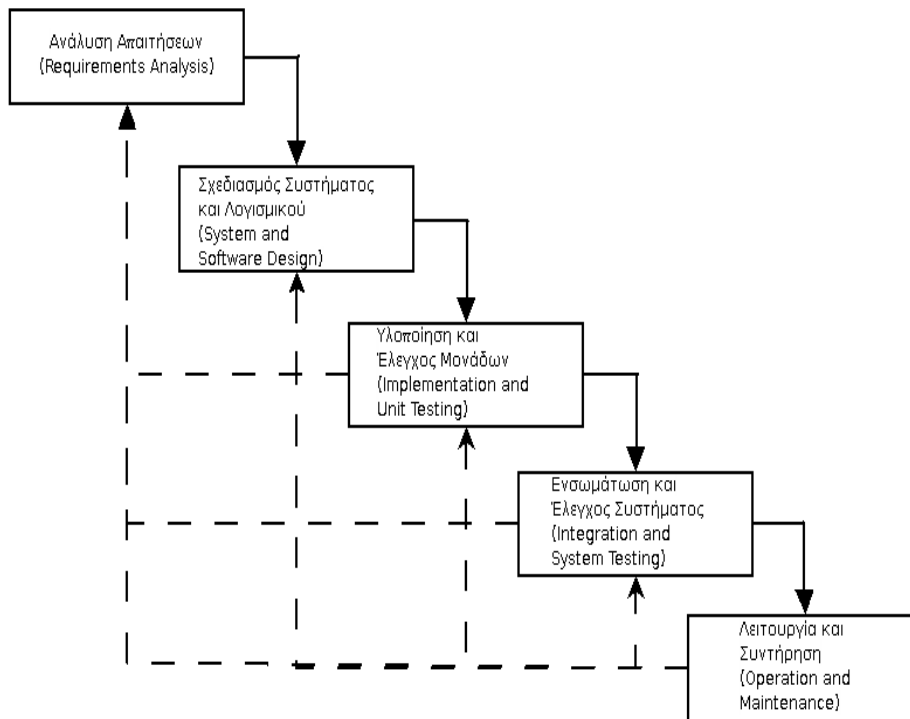 Ανάλυση Απαιτήσεων
(Requirements Analysis)
Σχεδιασμός Συστήματος
και Λογισμικού
(System and
Software Design)
Υλοποίηση και
Έλεγχος Μονάδων
(Implementation and
Unit Testing)
Ενσωμάτωση και
Έλεγχος Συστήματος
(Integration and
System Testing)
Λειτουργία και
Συντήρηση
(Operation and
Maintenance)